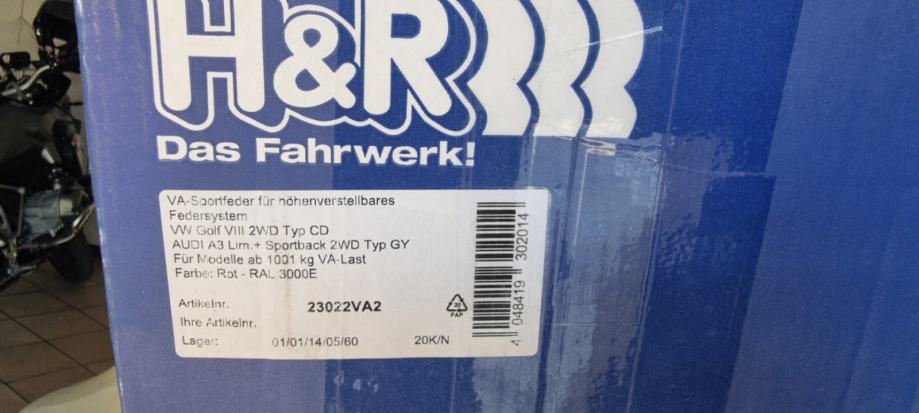 H&R
Das Fahrwerk!
VA-Sportfeder für höhenverstellbares
Federsystem
VW Golf VIII 2WD Typ CD
AUDI A3 Lim.+ Sportback 2WD Typ GY
Für Modelle ab 1001 kg VA-Last
Farbe: Rot - RAL 3000E
Artikelnr. 23022VA2
Ihre Artikelnr.
Lager: 01/01/14/05/60 20K/N
20
PAP
4 048419 302014